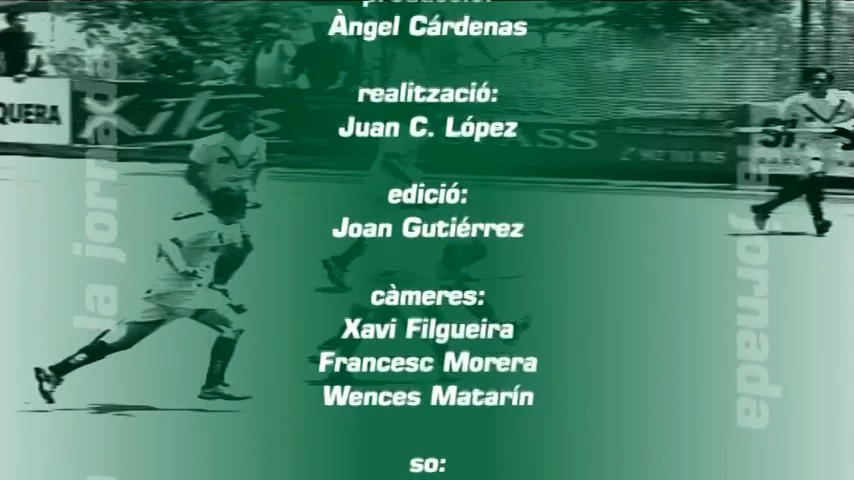 producció:
Àngel Cárdenas
realització:
Juan C. López
edició:
Joan Gutiérrez
càmeres:
Xavi Filgueira
Francesc Morera
Wences Matarín
so:
la jornada
jornada
QUERA